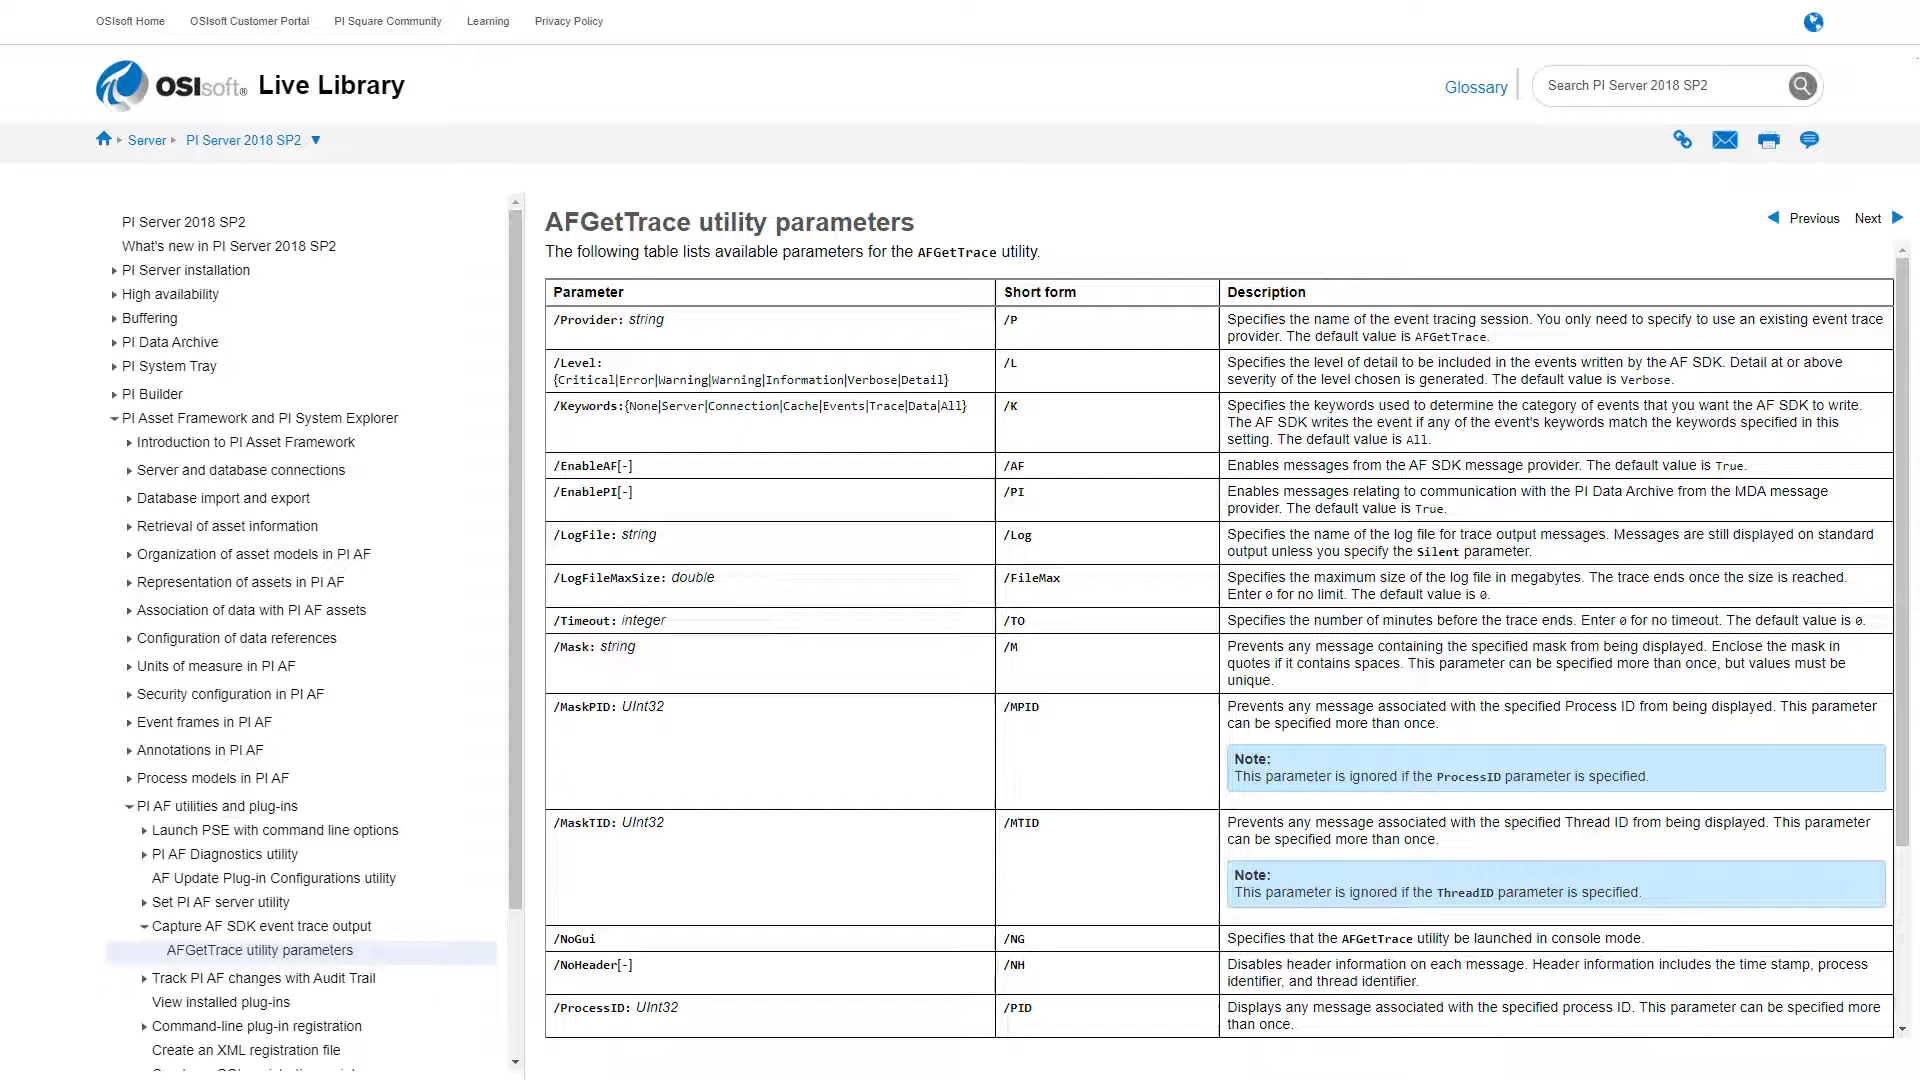 OSIsoft Home OSIsoft Customer Portal PI Square Community Learning Privacy Policy
OSIsoft® Live Library
Glossary
Search PI Server 2018 SP2
Server PI Server 2018 SP2
PI Server 2018 SP2
What's new in PI Server 2018 SP2
PI Server installation
High availability
Buffering
PI Data Archive
PI System Tray
PI Builder
PI Asset Framework and PI System Explorer
Introduction to PI Asset Framework
Server and database connections
Database import and export
Retrieval of asset information
Organization of asset models in PI AF
Representation of assets in PI AF
Association of data with PI AF assets
Configuration of data references
Units of measure in PI AF
Security configuration in PI AF
Event frames in PI AF
Annotations in PI AF
Process models in PI AF
PI AF utilities and plug-ins
Launch PSE with command line options
PI AF Diagnostics utility
AF Update Plug-in Configurations utility
Set PI AF server utility
Capture AF SDK event trace output
AFGetTrace utility parameters
Track PI AF changes with Audit Trail
View installed plug-ins
Command-line plug-in registration
Create an XML registration file
AFGetTrace utility parameters
Previous Next
The following table lists available parameters for the AFGetTrace utility.
Parameter Short form Description
/Provider: string /P Specifies the name of the event tracing session. You only need to specify to use an existing event trace
provider. The default value is AFGetTrace.
/Level: /L Specifies the level of detail to be included in the events written by the AF SDK. Detail at or above
{Critical|Error|Warning|Warning|Information|Verbose|Detail} severity of the level chosen is generated. The default value is Verbose.
/Keywords:{None|Server|Connection|Cache|Events|Trace|Data|All} /K Specifies the keywords used to determine the category of events that you want the AF SDK to write.
The AF SDK writes the event if any of the event's keywords match the keywords specified in this
setting. The default value is All.
/EnableAF[-] /AF Enables messages from the AF SDK message provider. The default value is True.
/EnablePI[-] /PI Enables messages relating to communication with the PI Data Archive from the MDA message
provider. The default value is True.
/LogFile: string /Log Specifies the name of the log file for trace output messages. Messages are still displayed on standard
output unless you specify the Silent parameter.
/LogFileMaxSize: double /FileMax Specifies the maximum size of the log file in megabytes. The trace ends once the size is reached.
Enter 0 for no limit. The default value is 0.
/Timeout: integer /TO Specifies the number of minutes before the trace ends. Enter 0 for no timeout. The default value is 0.
/Mask: string /M Prevents any message containing the specified mask from being displayed. Enclose the mask in
quotes if it contains spaces. This parameter can be specified more than once, but values must be
unique.
/MaskPID: UInt32 /MPID Prevents any message associated with the specified Process ID from being displayed. This parameter
can be specified more than once.
Note:
This parameter is ignored if the ProcessID parameter is specified.
/MaskTID: UInt32 /MTID Prevents any message associated with the specified Thread ID from being displayed. This parameter
can be specified more than once.
Note:
This parameter is ignored if the ThreadID parameter is specified.
/NoGui /NG Specifies that the AFGetTrace utility be launched in console mode.
/NoHeader[-] /NH Disables header information on each message. Header information includes the time stamp, process
identifier, and thread identifier.
/ProcessID: UInt32 /PID Displays any message associated with the specified process ID. This parameter can be specified more
than once.